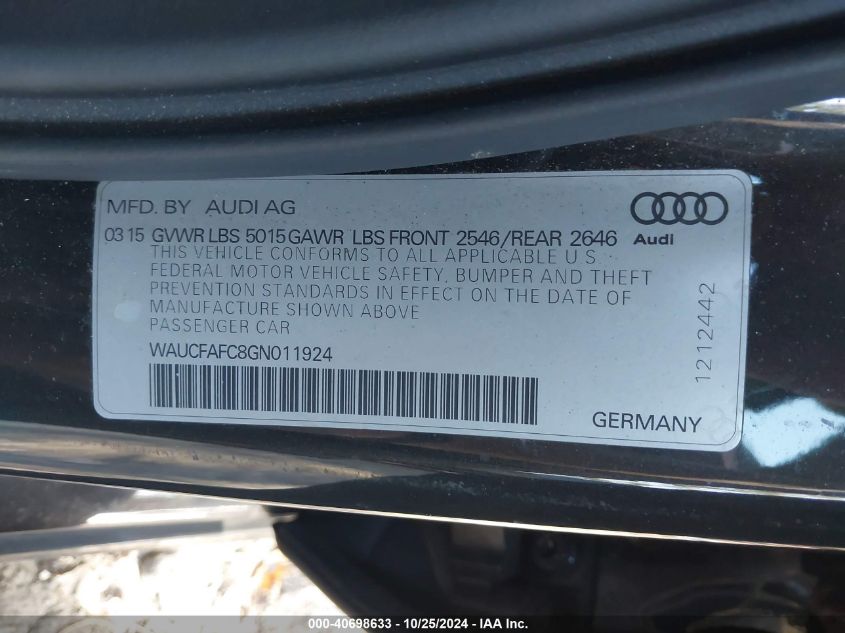 MFD. BY AUDI AG
Audi
03 15 GVWR LBS 5015 GAWR LBS FRONT 2546/REAR 2646
THIS VEHICLE CONFORMS TO ALL APPLICABLE U S
FEDERAL MOTOR VEHICLE SAFETY, BUMPER AND THEFT
PREVENTION STANDARDS IN EFFECT ON THE DATE OF
MANUFACTURE SHOWN ABOVE
PASSENGER CAR
WAUCFAFC8GN011924
GERMANY
1212442
000-40698633 - 10/25/2024 - IAA Inc.